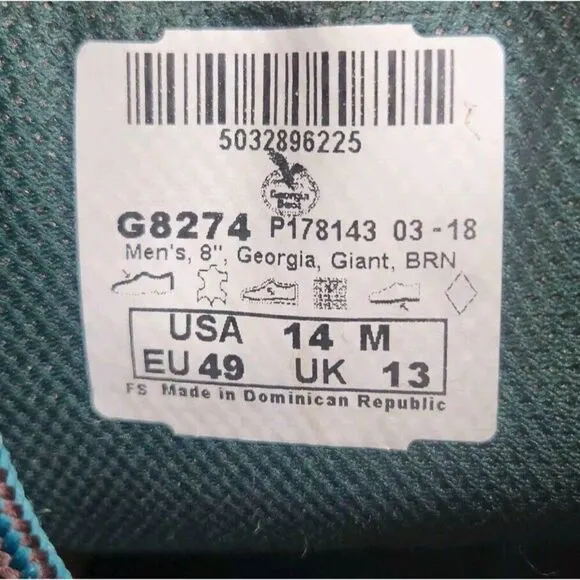 5032896225
Georgia
Boot
G8274 P178143 03-18
Men's, 8", Georgia, Giant, BRN
USA 14 M
EU 49 UK 13
FS Made in Dominican Republic